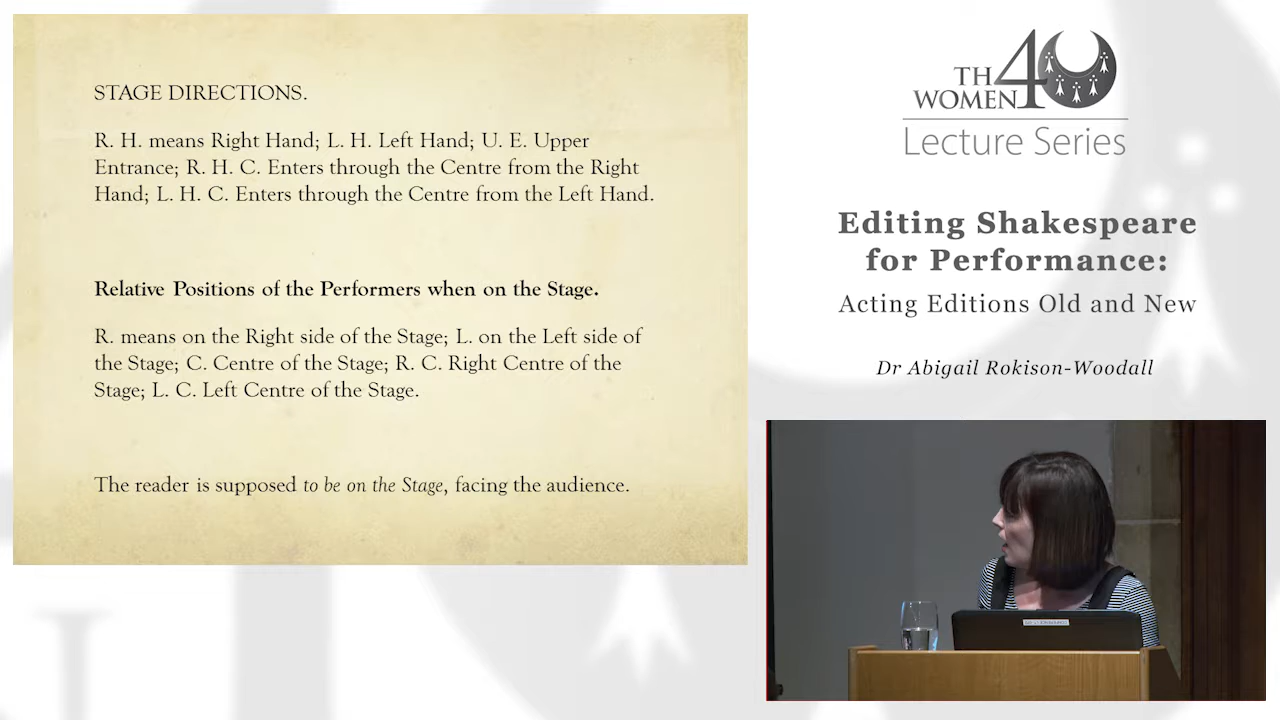 STAGE DIRECTIONS.
R. H. means Right Hand; L. H. Left Hand; U. E. Upper
Entrance; R. H. C. Enters through the Centre from the Right
Hand; L. H. C. Enters through the Centre from the Left Hand.
Relative Positions of the Performers when on the Stage.
R. means on the Right side of the Stage; L. on the Left side of
the Stage; C. Centre of the Stage; R. C. Right Centre of the
Stage; L. C. Left Centre of the Stage.
The reader is supposed to be on the Stage, facing the audience.
TH
WOMEN40
Lecture Series
Editing Shakespeare
for Performance:
Acting Editions Old and New
Dr Abigail Rokison-Woodall